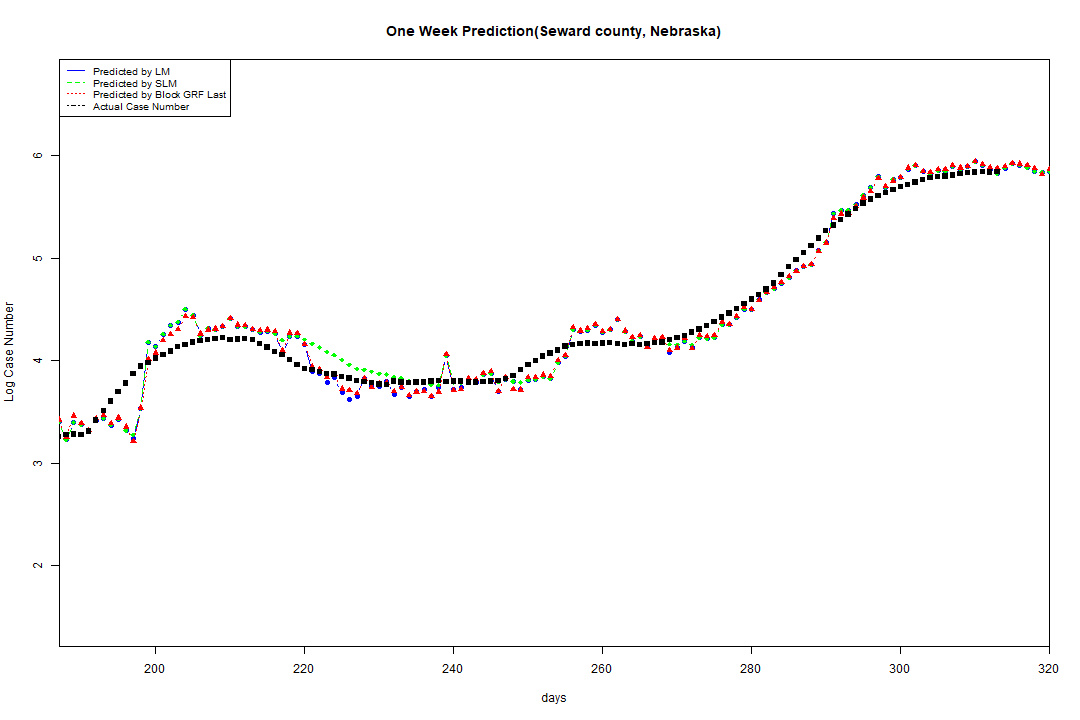 One Week Prediction(Seward county, Nebraska)
Predicted by LM
Predicted by SLM
Predicted by Block GRF Last
Actual Case Number
Log Case Number
6
5
4
3
2
200
220
240
260
280
300
320
days